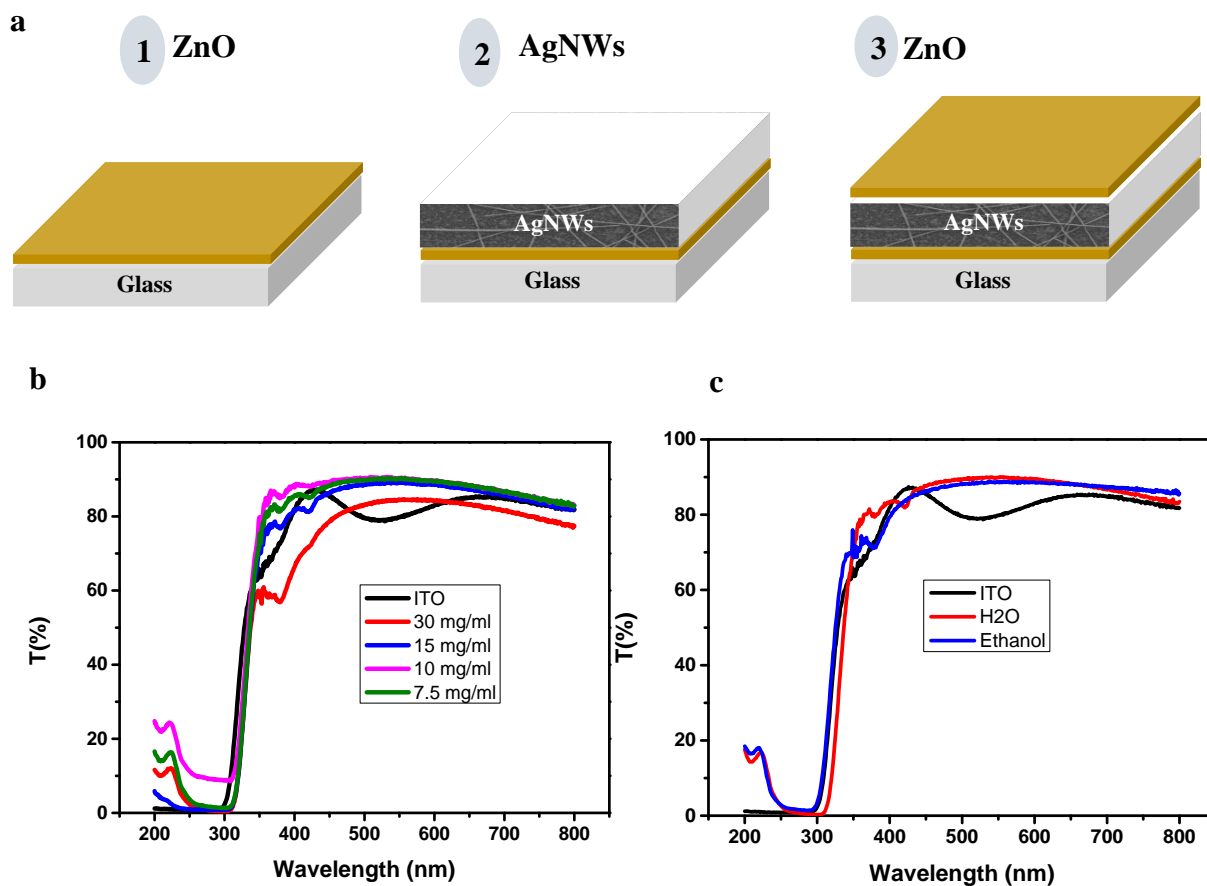 a
1 ZnO
2 AgNWs
3 ZnO
Glass
AgNWs
Glass
AgNWs
Glass
b
T(%)
100
80
60
40
20
0
200 300 400 500 600 700 800
Wavelength (nm)
ITO
30 mg/ml
15 mg/ml
10 mg/ml
7.5 mg/ml
c
T(%)
100
80
60
40
20
0
200 300 400 500 600 700 800
Wavelength (nm)
ITO
H2O
Ethanol